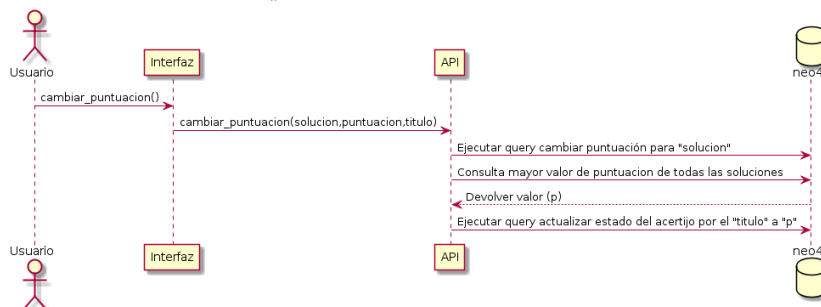 Usuario
Interfaz
API
neo4
cambiar_puntuacion()
cambiar_puntuacion(solucion,puntuacion,titulo)
Ejecutar query cambiar puntuación para "solucion"
Consulta mayor valor de puntuacion de todas las soluciones
Devolver valor (p)
Ejecutar query actualizar estado del acertijo por el "titulo" a "p"
Usuario
Interfaz
API
neo4